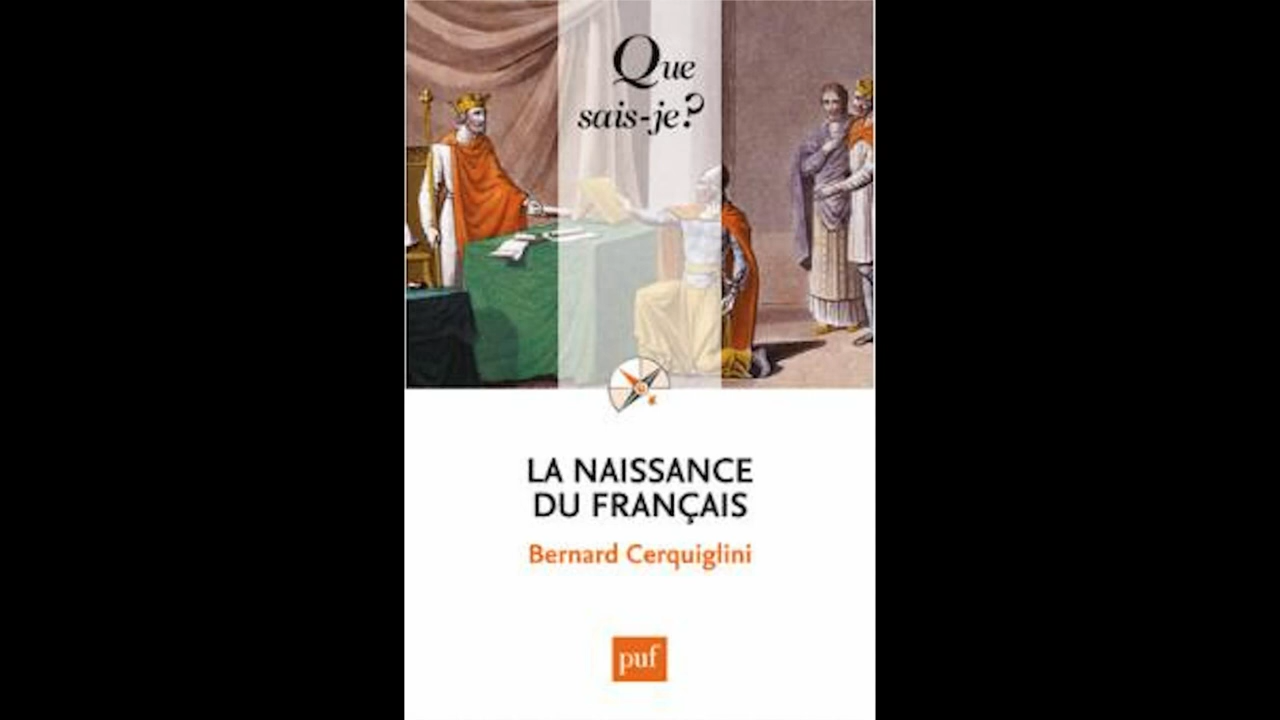 Que
sais-je?
LA NAISSANCE
DU FRANÇAIS
Bernard Cerquiglini
puf